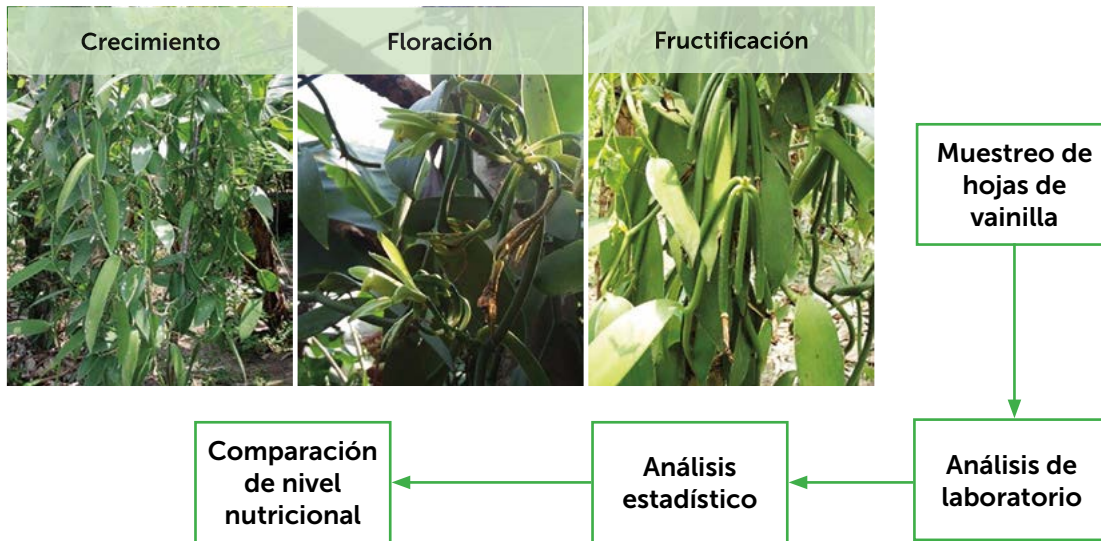 Crecimiento
Floración
Fructificación
Muestreo de
hojas de
vainilla
Análisis de
laboratorio
Análisis
estadístico
Comparación
de nivel
nutricional